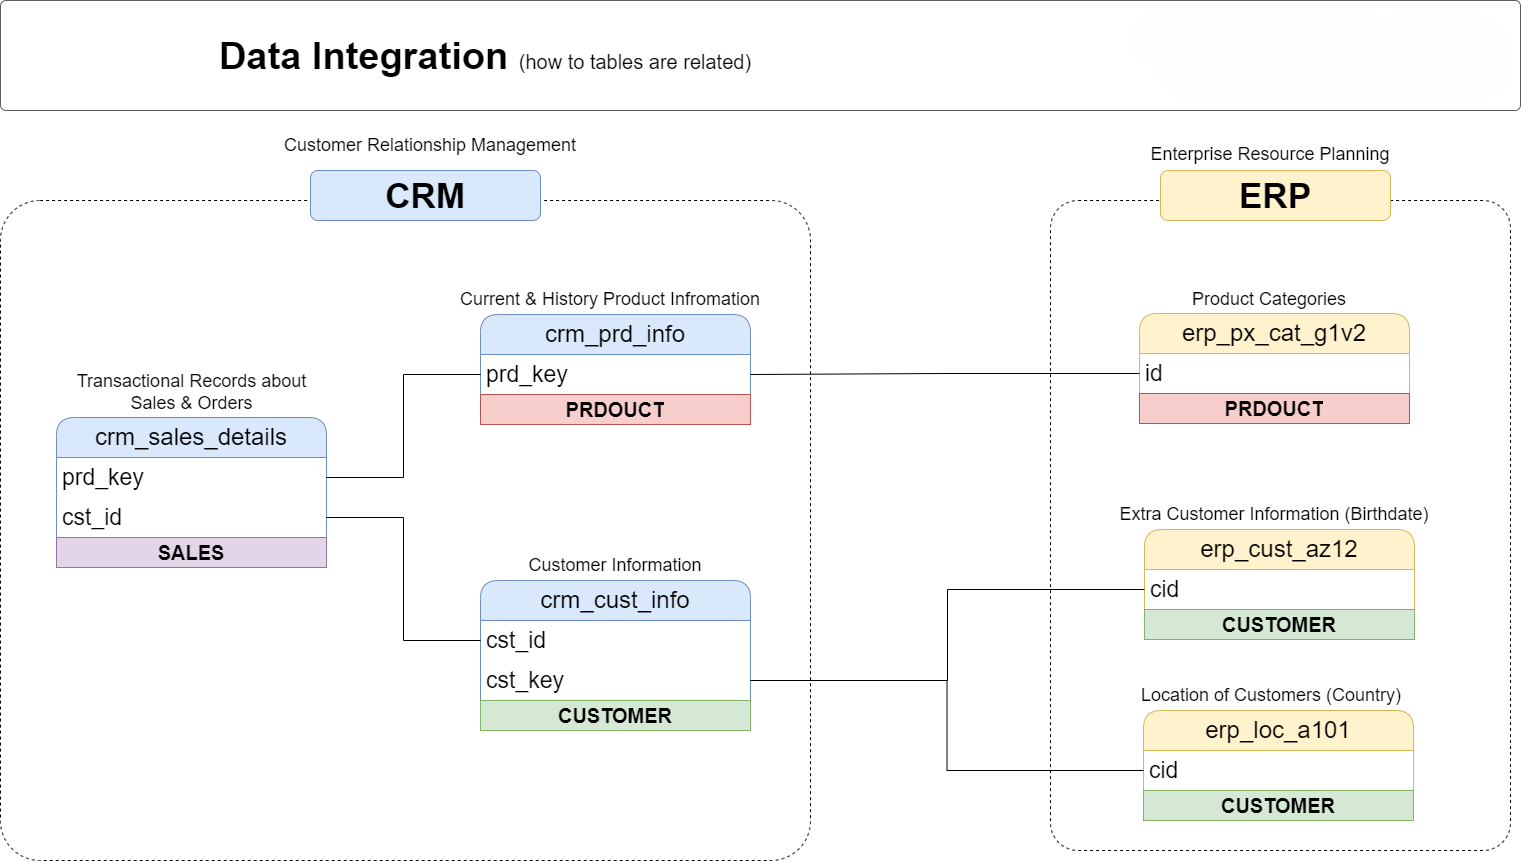 Data Integration (how to tables are related)
Customer Relationship Management
CRM
Enterprise Resource Planning
ERP
Transactional Records about
Sales & Orders
crm_sales_details
prd_key
cst_id
SALES
Current & History Product Infromation
crm_prd_info
prd_key
PRDOUCT
Customer Information
crm_cust_info
cst_id
cst_key
CUSTOMER
Product Categories
erp_px_cat_g1v2
id
PRDOUCT
Extra Customer Information (Birthdate)
erp_cust_az12
cid
CUSTOMER
Location of Customers (Country)
erp_loc_a101
cid
CUSTOMER